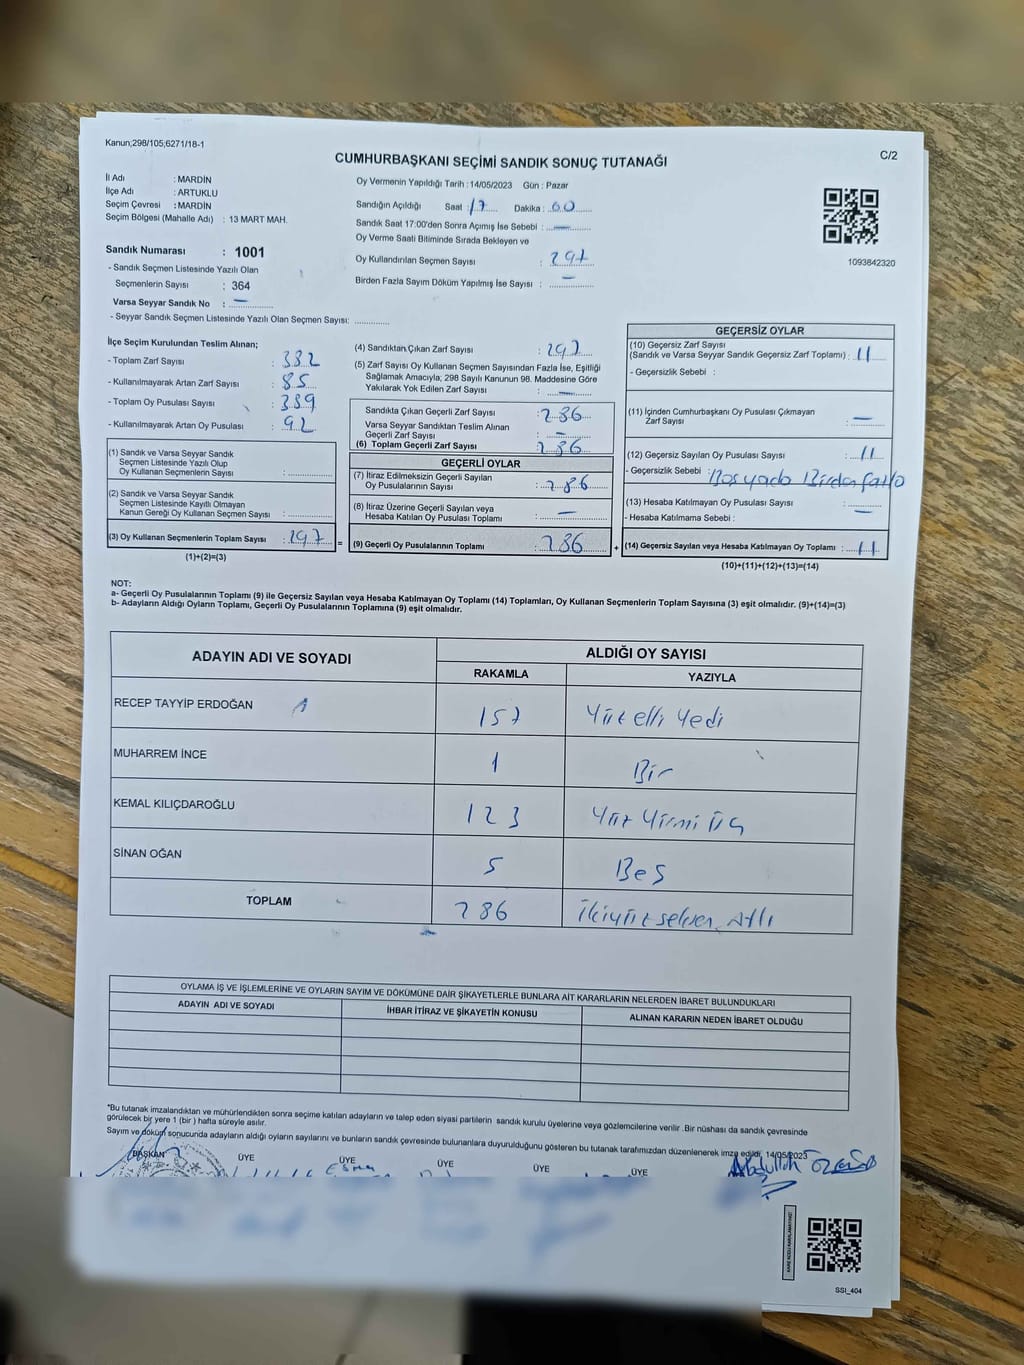 Kanun;298/105;6271/18-1
C/2
CUMHURBAŞKANI SEÇİMİ SANDIK SONUÇ TUTANAĞI
İl Adı : MARDİN
İlçe Adı : ARTUKLU
Seçim Çevresi : MARDİN
Seçim Bölgesi (Mahalle Adı) : 13 MART MAH.
Sandık Numarası : 1001
- Sandık Seçmen Listesinde Yazılı Olan
Seçmenlerin Sayısı : 364
Varsa Seyyar Sandık No : —
- Seyyar Sandık Seçmen Listesinde Yazılı Olan Seçmen Sayısı: ............
Oy Vermenin Yapıldığı Tarih : 14/05/2023 Gün : Pazar
Sandığın Açıldığı Saat : 17 Dakika : 00
Sandık Saat 17:00'den Sonra Açımış İse Sebebi : —
Oy Verme Saati Bitiminde Sırada Bekleyen ve
Oy Kullandırılan Seçmen Sayısı : 297
Birden Fazla Sayım Döküm Yapılmış İse Sayısı : —
1093642320
İlçe Seçim Kurulundan Teslim Alınan;
- Toplam Zarf Sayısı : 382
- Kullanılmayarak Artan Zarf Sayısı : 85
- Toplam Oy Pusulası Sayısı : 389
- Kullanılmayarak Artan Oy Pusulası : 92
(1) Sandık ve Varsa Seyyar Sandık
Seçmen Listesinde Yazılı Olup
Oy Kullanan Seçmenlerin Sayısı : ............
(2) Sandık ve Varsa Seyyar Sandık
Seçmen Listesinde Kayıtlı Olmayan
Kanun Gereği Oy Kullanan Seçmen Sayısı : ............
(3) Oy Kullanan Seçmenlerin Toplam Sayısı : 297 =
(1)+(2)=(3)
(4) Sandıktan Çıkan Zarf Sayısı : 297
(5) Zarf Sayısı Oy Kullanan Seçmen Sayısından Fazla İse, Eşitliği
Sağlamak Amacıyla; 298 Sayılı Kanunun 98. Maddesine Göre
Yakılarak Yok Edilen Zarf Sayısı : —
Sandıkta Çıkan Geçerli Zarf Sayısı : 286
Varsa Seyyar Sandıktan Teslim Alınan
Geçerli Zarf Sayısı : —
(6) Toplam Geçerli Zarf Sayısı : 286
GEÇERLİ OYLAR
(7) İtiraz Edilmeksizin Geçerli Sayılan
Oy Pusulalarının Sayısı : 286
(8) İtiraz Üzerine Geçerli Sayılan veya
Hesaba Katılan Oy Pusulası Toplamı : —
(9) Geçerli Oy Pusulalarının Toplamı : 286 +
GEÇERSİZ OYLAR
(10) Geçersiz Zarf Sayısı
(Sandık ve Varsa Seyyar Sandık Geçersiz Zarf Toplamı) : 11
- Geçersizlik Sebebi :
(11) İçinden Cumhurbaşkanı Oy Pusulası Çıkmayan
Zarf Sayısı : —
(12) Geçersiz Sayılan Oy Pusulası Sayısı : 11
- Geçersizlik Sebebi : Boş yada Birden fazla
(13) Hesaba Katılmayan Oy Pusulası Sayısı : —
- Hesaba Katılmama Sebebi :
(14) Geçersiz Sayılan veya Hesaba Katılmayan Oy Toplamı : 11
(10)+(11)+(12)+(13)=(14)
NOT:
a- Geçerli Oy Pusulalarının Toplamı (9) ile Geçersiz Sayılan veya Hesaba Katılmayan Oy Toplamı (14) Toplamları, Oy Kullanan Seçmenlerin Toplam Sayısına (3) eşit olmalıdır. (9)+(14)=(3)
b- Adayların Aldığı Oyların Toplamı, Geçerli Oy Pusulalarının Toplamına (9) eşit olmalıdır.
ADAYIN ADI VE SOYADI ALDIĞI OY SAYISI
RAKAMLA YAZIYLA
RECEP TAYYİP ERDOĞAN 157 Yüz elli Yedi
MUHARREM İNCE 1 Bir
KEMAL KILIÇDAROĞLU 123 Yüz Yirmi Üç
SİNAN OĞAN 5 Beş
TOPLAM 286 İkiyüz seksen Altı
OYLAMA İŞ VE İŞLEMLERİNE VE OYLARIN SAYIM VE DÖKÜMÜNE DAİR ŞİKAYETLERLE BUNLARA AİT KARARLARIN NELERDEN İBARET BULUNDUKLARI
ADAYIN ADI VE SOYADI İHBAR İTİRAZ VE ŞİKAYETİN KONUSU ALINAN KARARIN NEDEN İBARET OLDUĞU
*Bu tutanak imzalandıktan ve mühürlendikten sonra seçime katılan adayların ve talep eden siyasi partilerin sandık kurulu üyelerine veya gözlemcilerine verilir .Bir nüshası da sandık çevresinde
görülecek bir yere 1 (bir ) hafta süreyle asılır.
Sayım ve döküm sonucunda adayların aldığı oyların sayılarını ve bunların sandık çevresinde bulunanlara duyurulduğunu gösteren bu tutanak tarafımızdan düzenlenerek imza edildi, 14/05/2023
BAŞKAN ÜYE ÜYE ÜYE ÜYE ÜYE
Esma
Abdullah Özcan
SSI_404